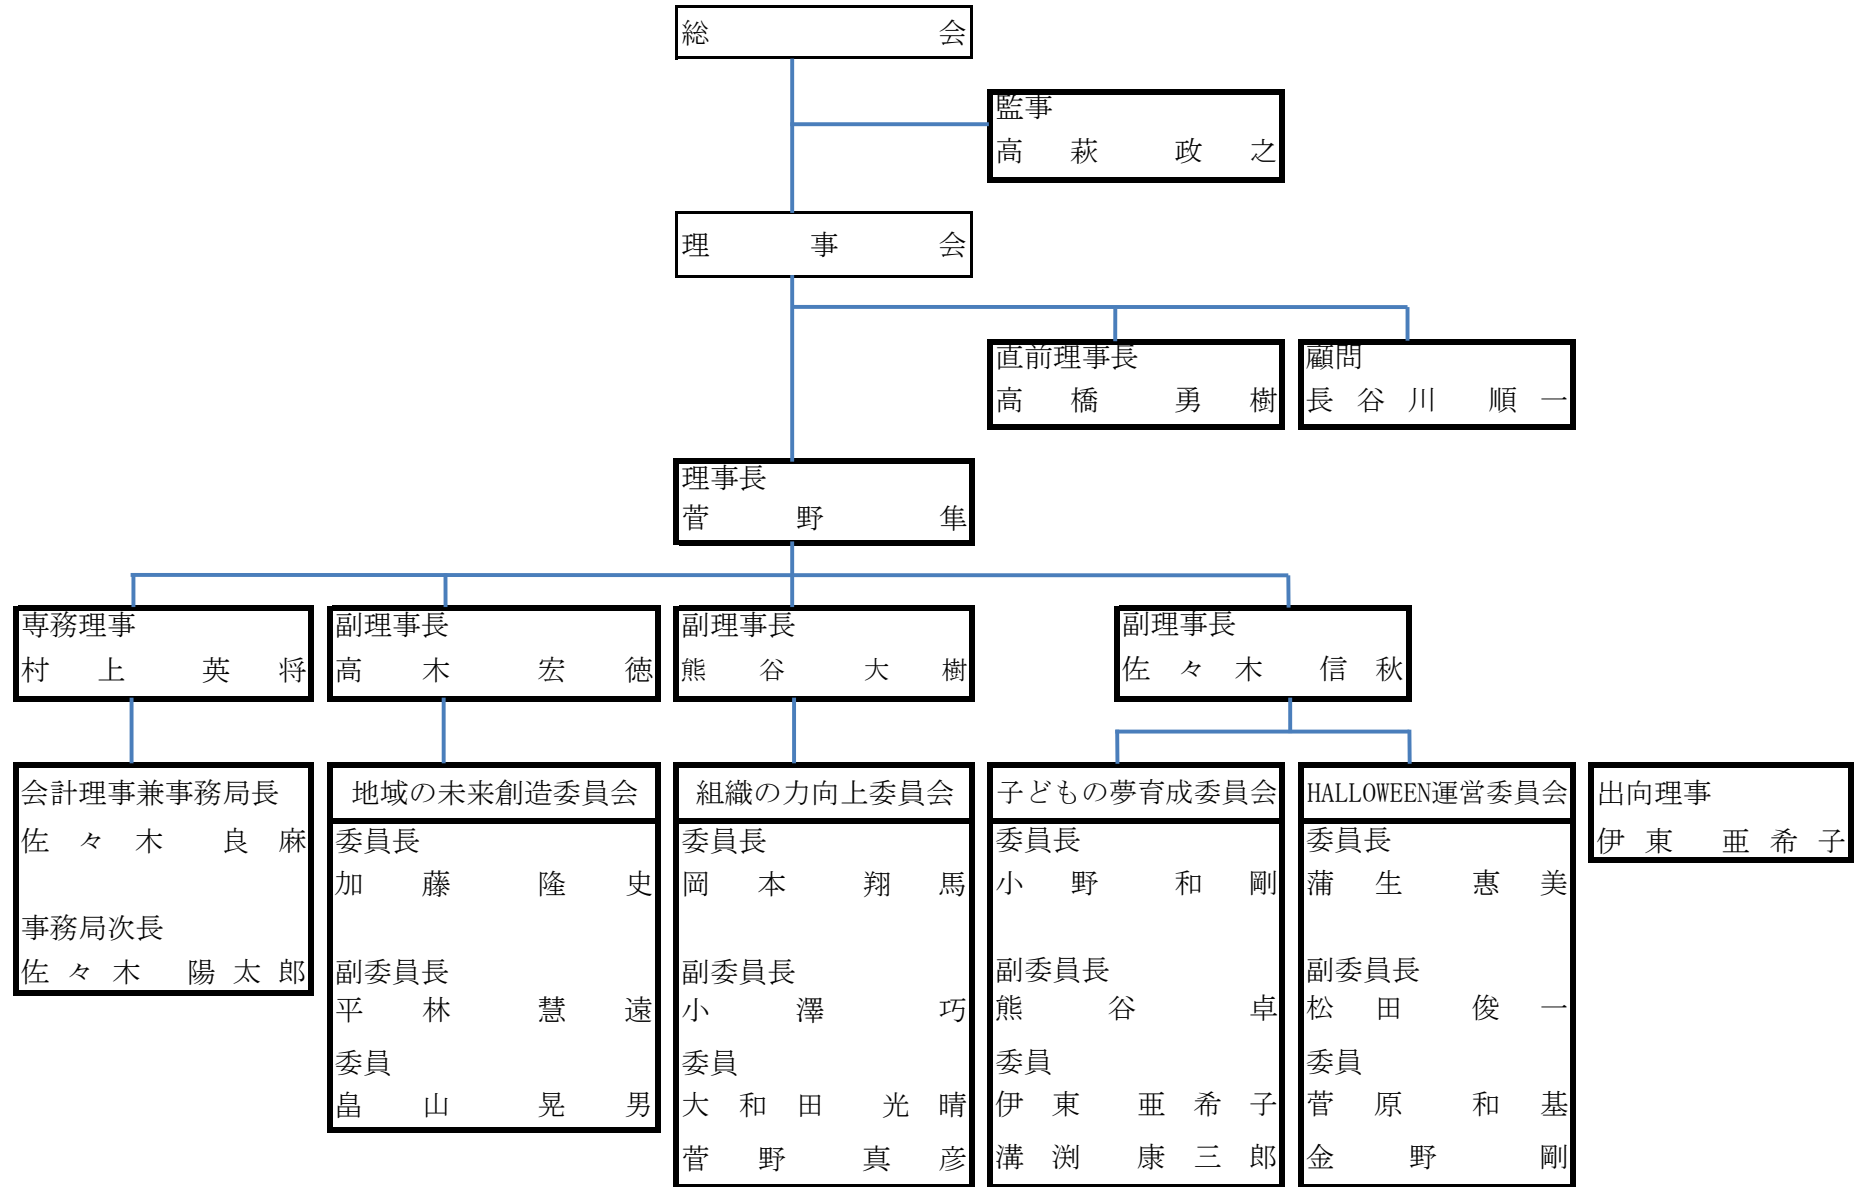 総会
監事
高萩 政之
理事会
直前理事長
高橋 勇樹
顧問
長谷川 順一
理事長
菅野 隼
専務理事
村上 英将
副理事長
高木 宏徳
副理事長
熊谷 大樹
副理事長
佐々木 信秋
会計理事兼事務局長
佐々木 良麻
事務局次長
佐々木 陽太郎
地域の未来創造委員会
委員長
加藤 隆史
副委員長
平林 慧遠
委員
畠山 晃男
組織の力向上委員会
委員長
岡本 翔馬
副委員長
小澤 巧
委員
大和田 光晴
菅野 真彦
子どもの夢育成委員会
委員長
小野 和剛
副委員長
熊谷 卓
委員
伊東 亜希子
溝渕 康三郎
HALLOWEEN運営委員会
委員長
蒲生 惠美
副委員長
松田 俊一
委員
菅原 和基
金野 剛
出向理事
伊東 亜希子